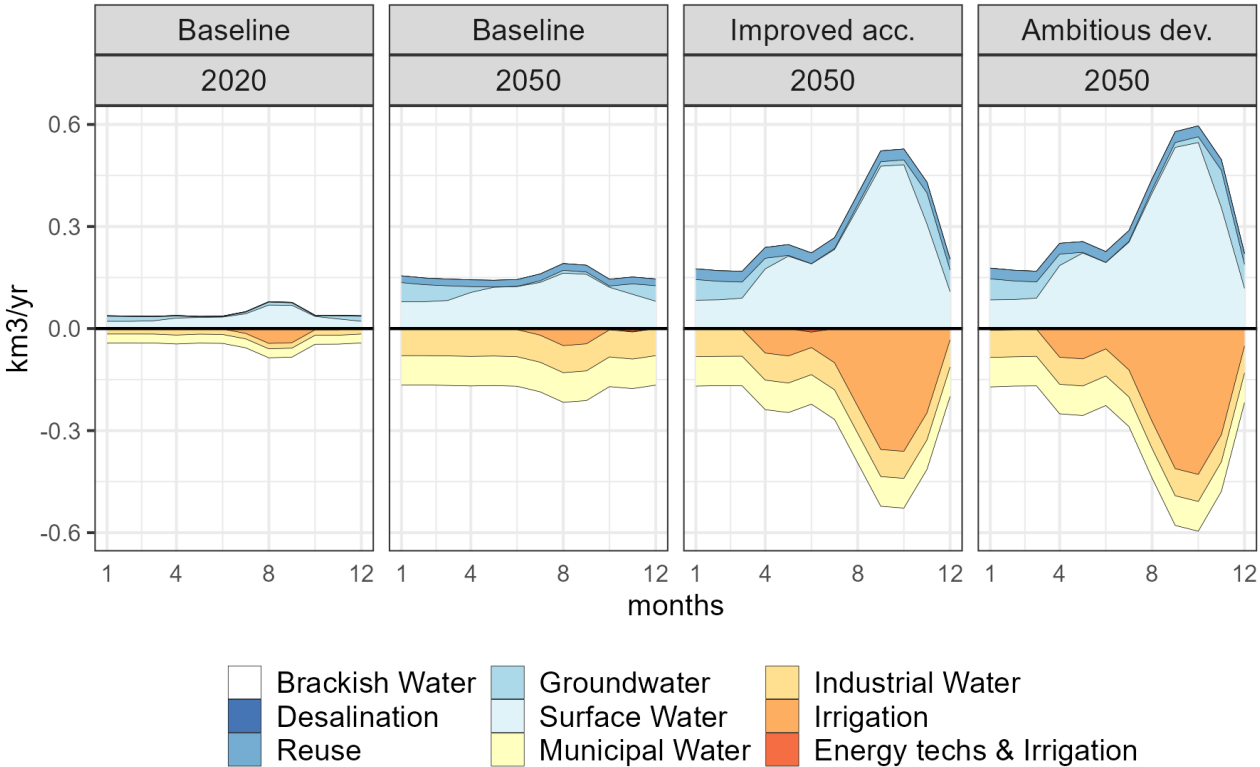 Baseline Baseline Improved acc. Ambitious dev.
2020 2050 2050 2050
0.6
0.3
0.0
-0.3
-0.6
km3/yr
1 4 8 12 1 4 8 12 1 4 8 12 1 4 8 12
months
Brackish Water Groundwater Industrial Water
Desalination Surface Water Irrigation
Reuse Municipal Water Energy techs & Irrigation